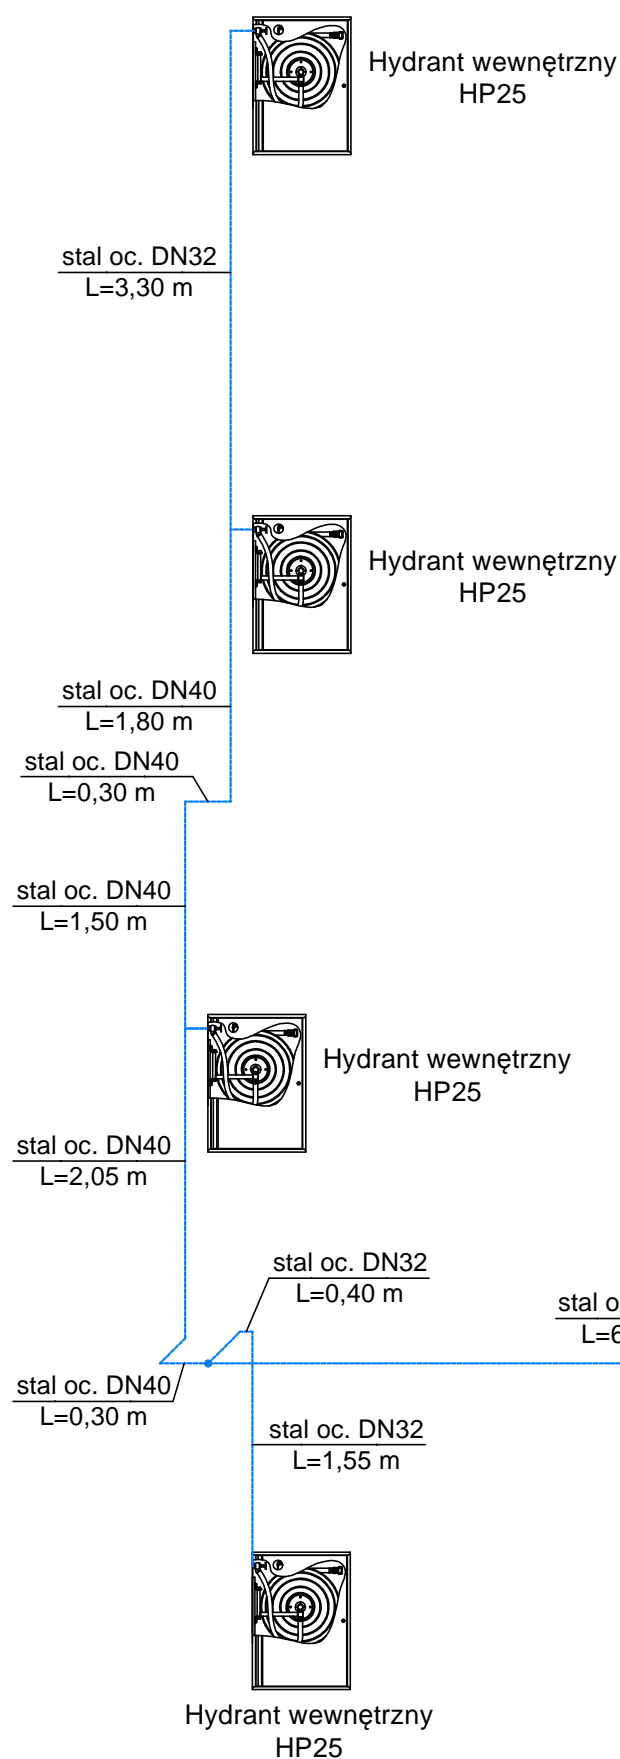 Hydrant wewnętrzny
HP25
stal oc. DN32
L=3,30 m
Hydrant wewnętrzny
HP25
stal oc. DN40
L=1,80 m
stal oc. DN40
L=0,30 m
stal oc. DN40
L=1,50 m
Hydrant wewnętrzny
HP25
stal oc. DN40
L=2,05 m
stal oc. DN32
L=0,40 m
stal o
L=6
stal oc. DN40
L=0,30 m
stal oc. DN32
L=1,55 m
Hydrant wewnętrzny
HP25